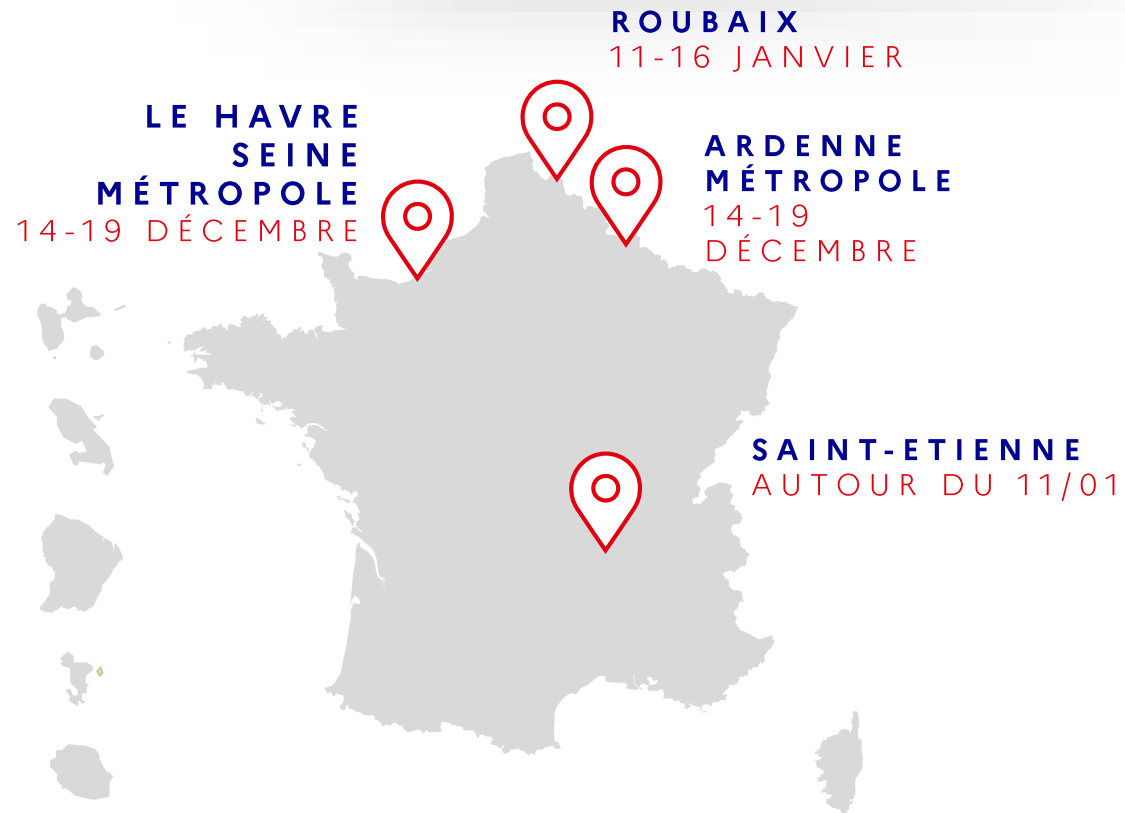 ROUBAIX
11-16 JANVIER
LE HAVRE
SEINE
MÉTROPOLE
14-19 DÉCEMBRE
ARDENNE
MÉTROPOLE
14-19
DÉCEMBRE
SAINT-ETIENNE
AUTOUR DU 11/01